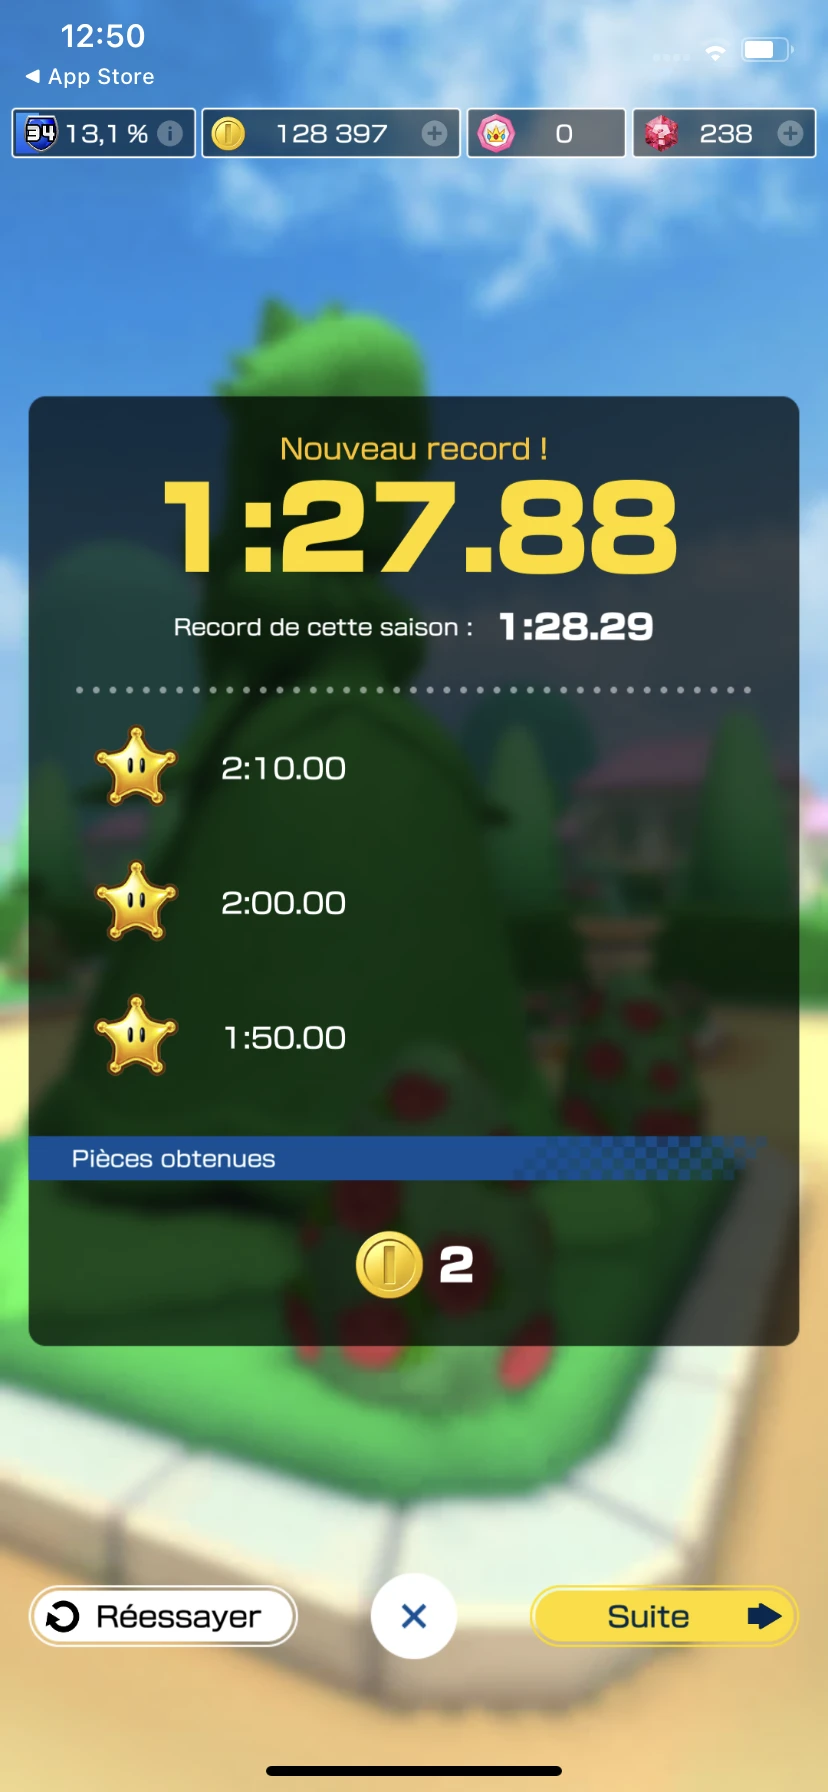 12:50
◀ App Store
34 13,1 % 128 397 0 238
Nouveau record !
1:27.88
Record de cette saison : 1:28.29
2:10.00
2:00.00
1:50.00
Pièces obtenues
2
Réessayer
Suite